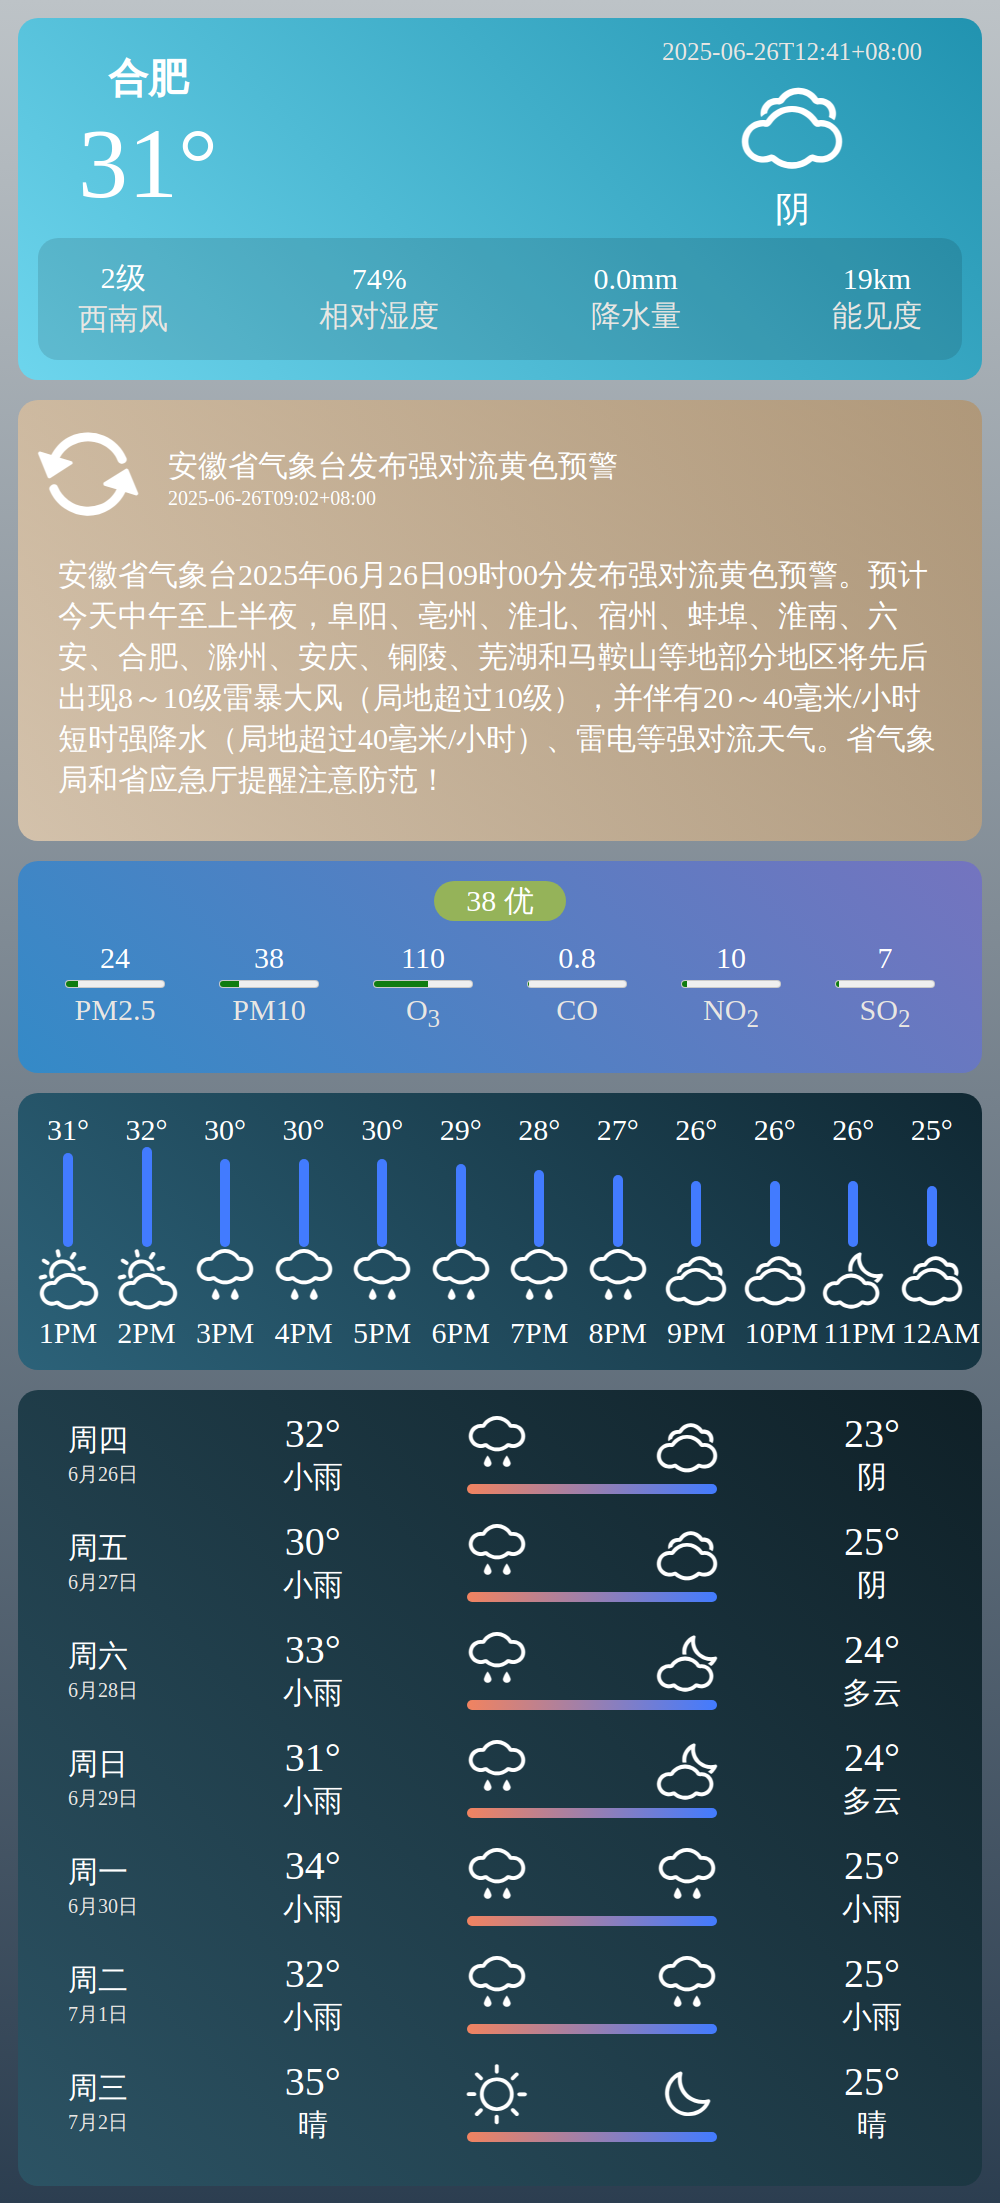 合肥
2025-06-26T12:41+08:00
31°
阴
2级 74% 0.0mm 19km
西南风 相对湿度 降水量 能见度
安徽省气象台发布强对流黄色预警
2025-06-26T09:02+08:00
安徽省气象台2025年06月26日09时00分发布强对流黄色预警。预计
今天中午至上半夜，阜阳、亳州、淮北、宿州、蚌埠、淮南、六
安、合肥、滁州、安庆、铜陵、芜湖和马鞍山等地部分地区将先后
出现8～10级雷暴大风（局地超过10级），并伴有20～40毫米/小时
短时强降水（局地超过40毫米/小时）、雷电等强对流天气。省气象
局和省应急厅提醒注意防范！
38 优
24 38 110 0.8 10 7
PM2.5 PM10 O3 CO NO2 SO2
31° 32° 30° 30° 30° 29° 28° 27° 26° 26° 26° 25°
1PM 2PM 3PM 4PM 5PM 6PM 7PM 8PM 9PM 10PM 11PM 12AM
周四 32° 23°
6月26日 小雨 阴
周五 30° 25°
6月27日 小雨 阴
周六 33° 24°
6月28日 小雨 多云
周日 31° 24°
6月29日 小雨 多云
周一 34° 25°
6月30日 小雨 小雨
周二 32° 25°
7月1日 小雨 小雨
周三 35° 25°
7月2日 晴 晴